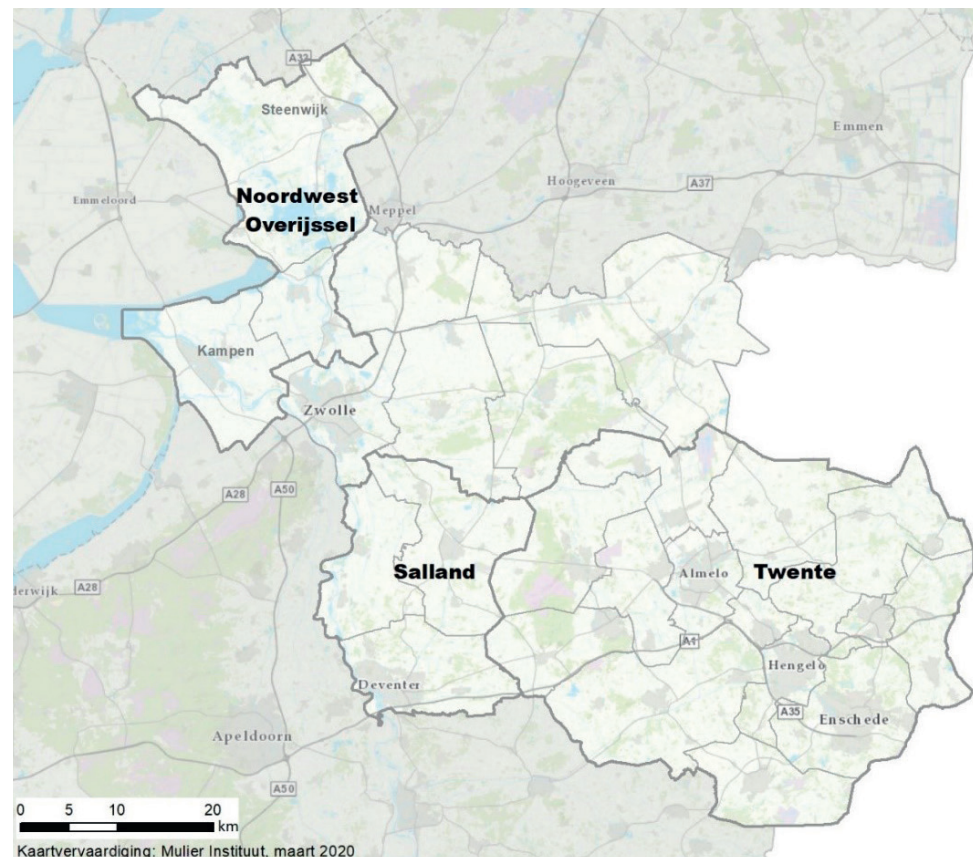 A32
Steenwijk
Emmen
Emmeloord
Noordwest
Overijssel
Meppel
Hoogeveen
A37
Kampen
Zwolle
A28
A50
derwijk
A28
Salland
Almelo
Twente
A1
Hengelo
Deventer
A35
Enschede
Apeldoorn
A50
0 5 10 20
km
Kaartvervaardiging: Mulier Instituut, maart 2020